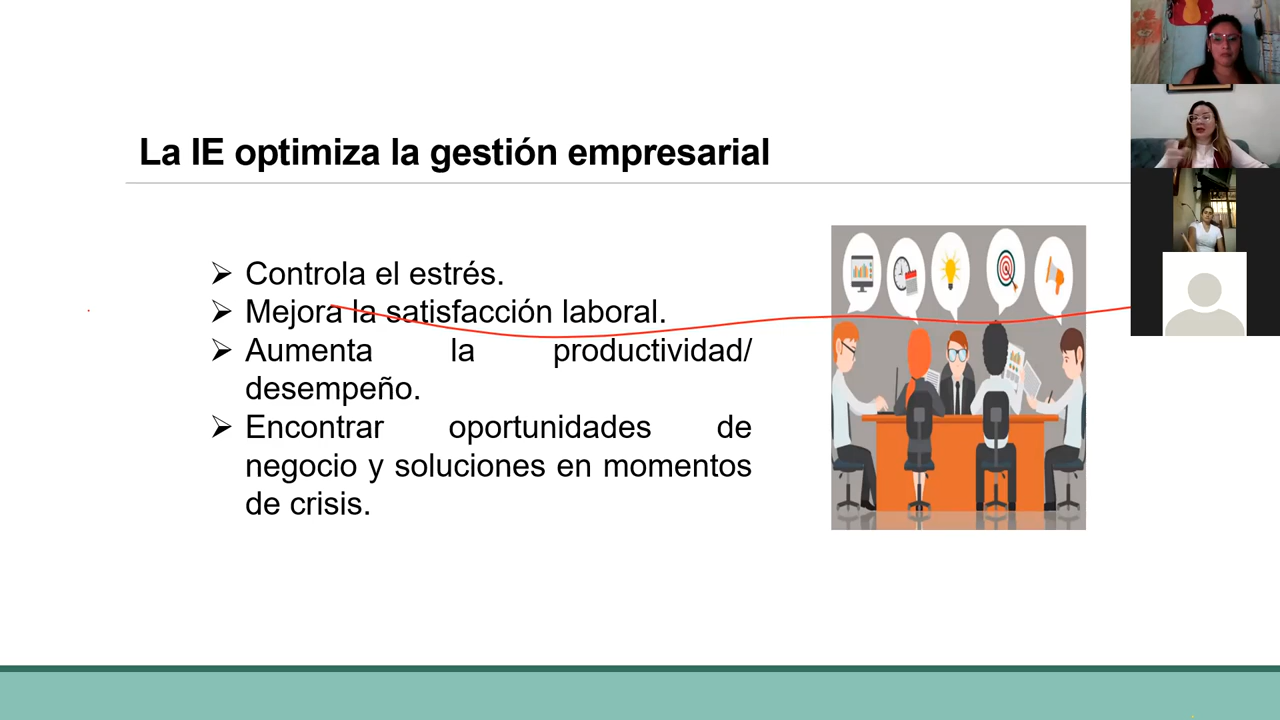 La IE optimiza la gestión empresarial
➢ Controla el estrés.
➢ Mejora la satisfacción laboral.
➢ Aumenta la productividad/
desempeño.
➢ Encontrar oportunidades de
negocio y soluciones en momentos
de crisis.